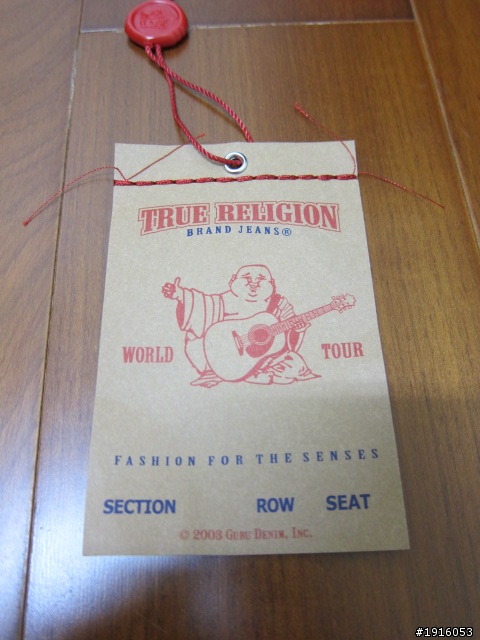 TRUE RELIGION
BRAND JEANS®
WORLD TOUR
FASHION FOR THE SENSES
SECTION ROW SEAT
© 2003 Guru Denim, Inc.
#1916053